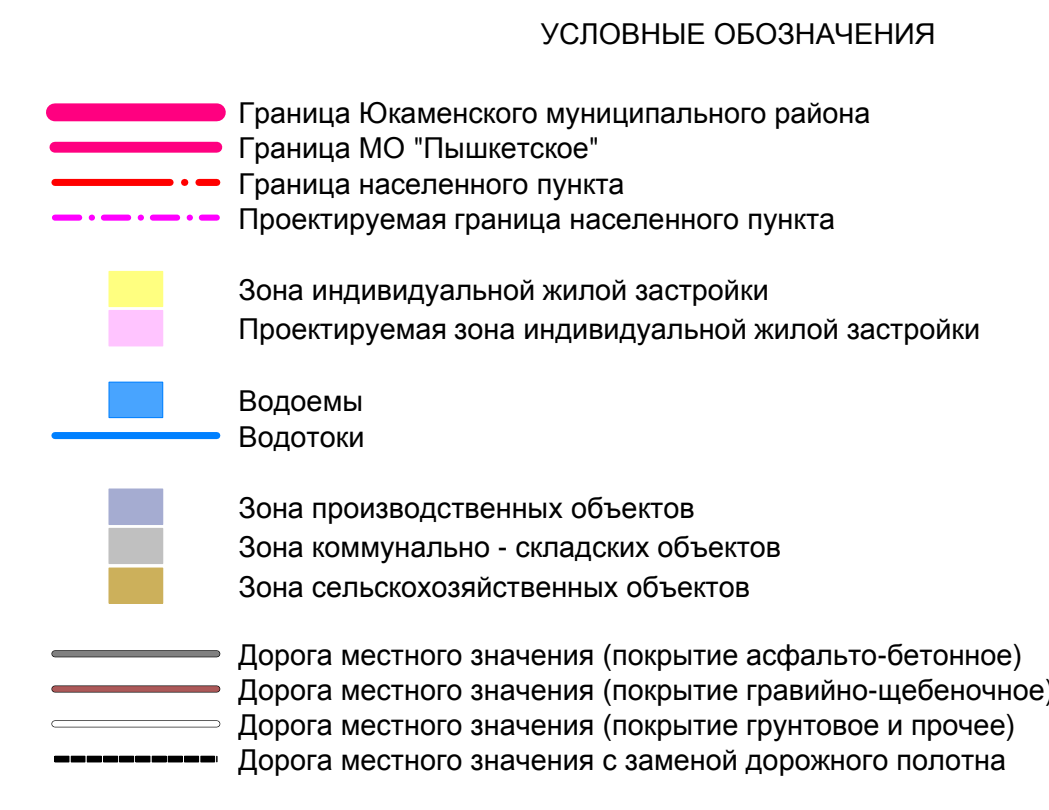 УСЛОВНЫЕ ОБОЗНАЧЕНИЯ
Граница Юкаменского муниципального района
Граница МО "Пышкетское"
Граница населенного пункта
Проектируемая граница населенного пункта
Зона индивидуальной жилой застройки
Проектируемая зона индивидуальной жилой застройки
Водоемы
Водотоки
Зона производственных объектов
Зона коммунально - складских объектов
Зона сельскохозяйственных объектов
Дорога местного значения (покрытие асфальто-бетонное)
Дорога местного значения (покрытие гравийно-щебеночное)
Дорога местного значения (покрытие грунтовое и прочее)
Дорога местного значения с заменой дорожного полотна